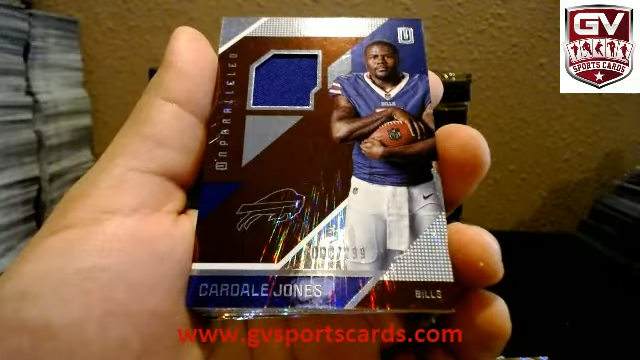 GV
SPORTS CARDS
UNPARALLELED
U
BILLS
CARDALE JONES
BILLS
www.gvsportscards.com